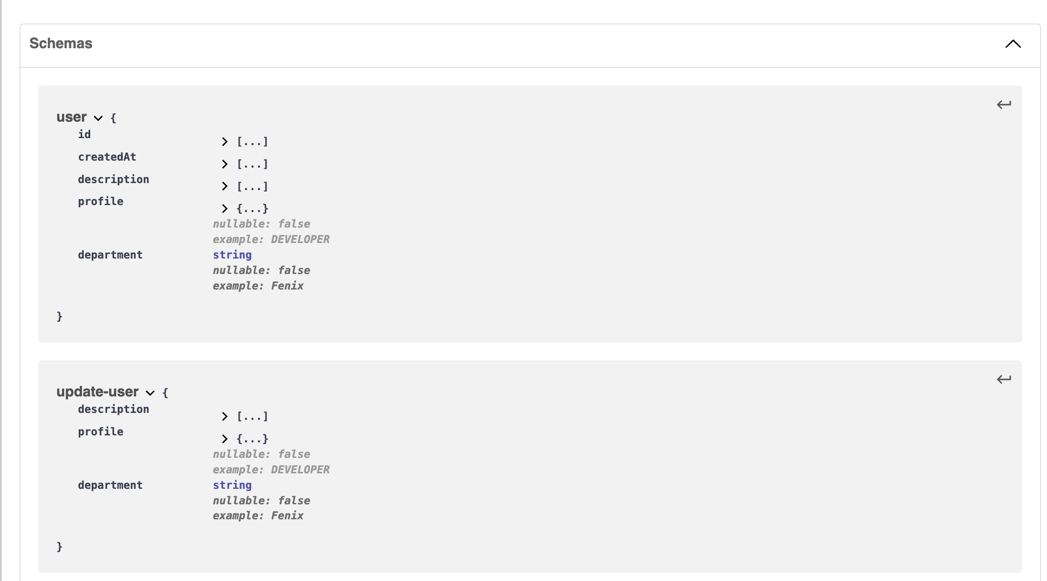 Schemas
user {
id [...]
createdAt [...]
description [...]
profile {...}
nullable: false
example: DEVELOPER
department string
nullable: false
example: Fenix
}
update-user {
description [...]
profile {...}
nullable: false
example: DEVELOPER
department string
nullable: false
example: Fenix
}